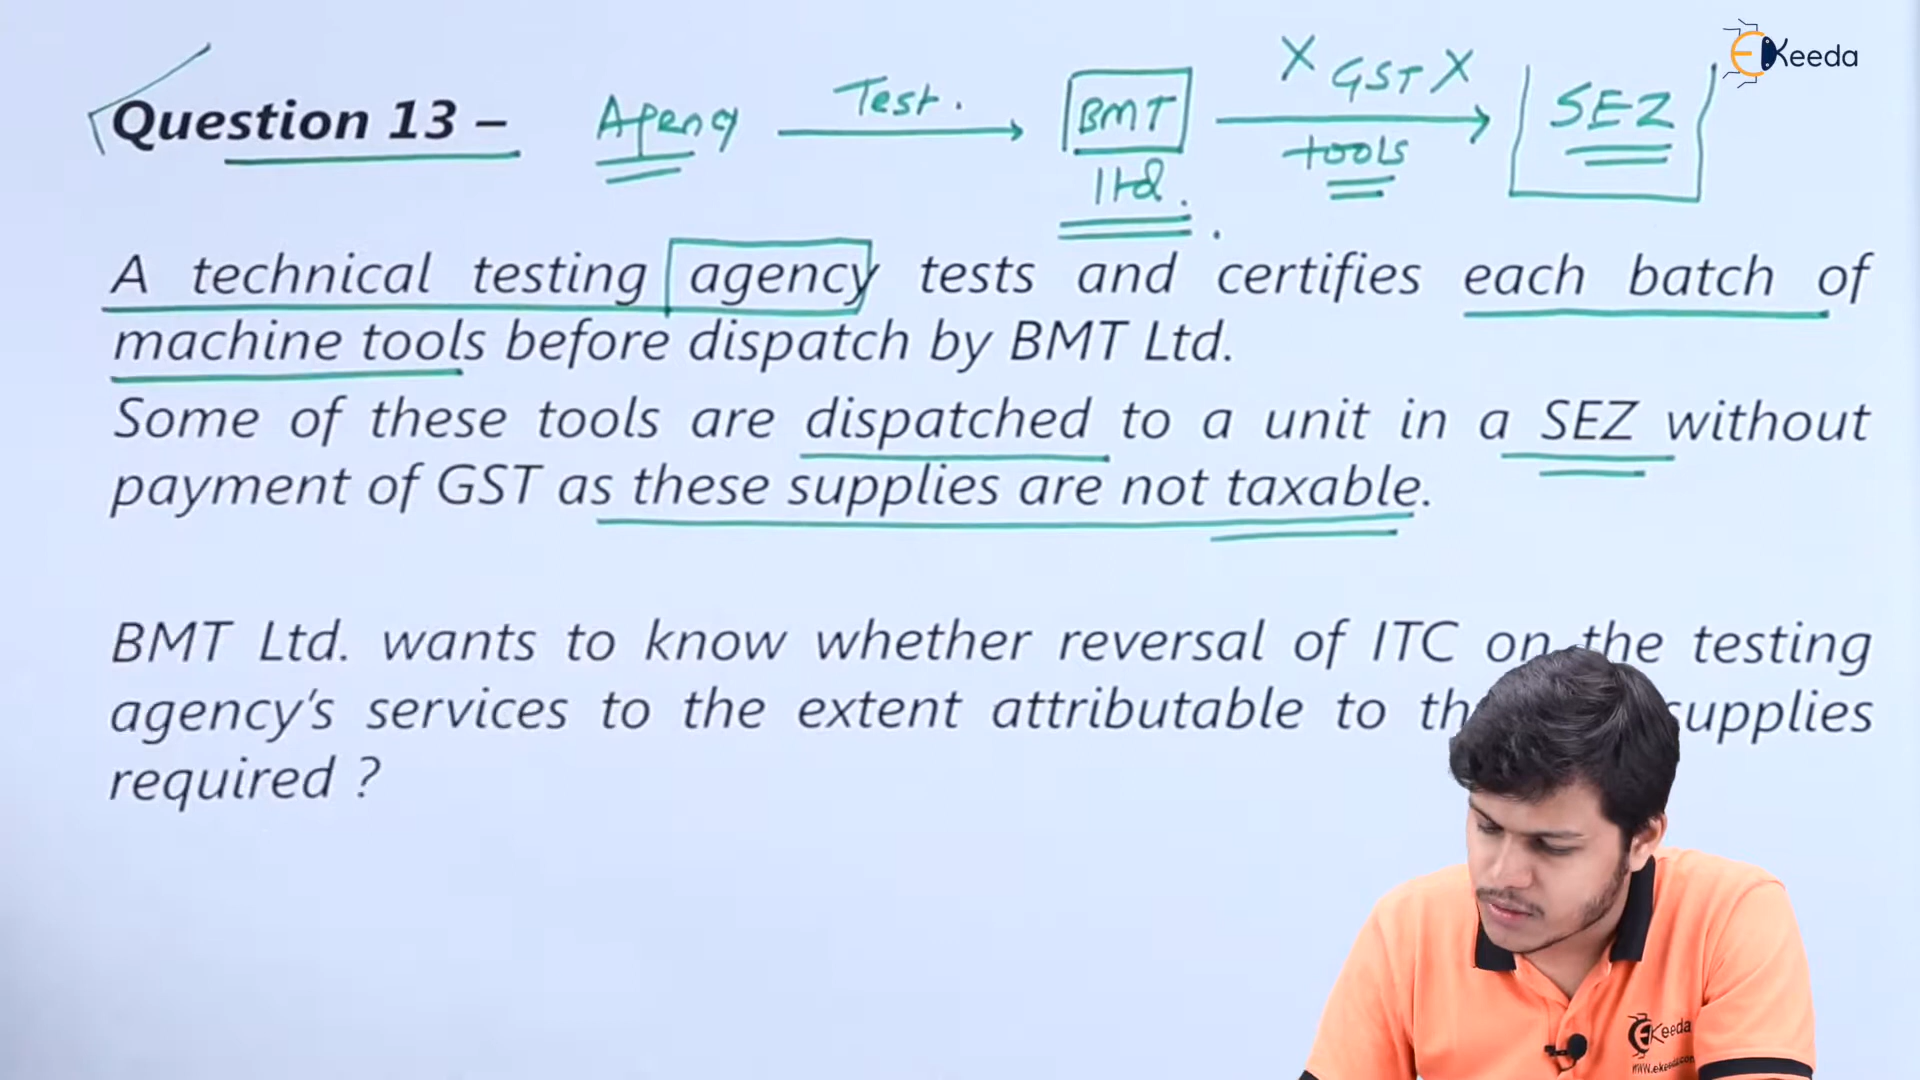 Keeda
Question 13 –
Agency
Test.
BMT
ltd.
X GST X
tools
SEZ
A technical testing agency tests and certifies each batch of
machine tools before dispatch by BMT Ltd.
Some of these tools are dispatched to a unit in a SEZ without
payment of GST as these supplies are not taxable.
BMT Ltd. wants to know whether reversal of ITC on the testing
agency's services to the extent attributable to supplies
required ?
Keeda